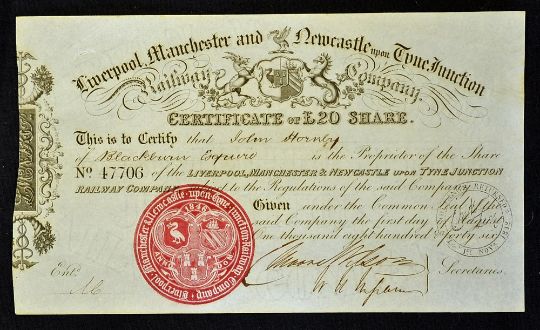 Liverpool, Manchester and Newcastle upon Tyne Junction
Railway Company.
CERTIFICATE OF £20 SHARE.
This is to Certify that John Hornby
of Blackburn Esquire is the Proprietor of the Share
No 47706 of the LIVERPOOL, MANCHESTER & NEWCASTLE UPON TYNE JUNCTION
RAILWAY COMPANY to the Regulations of the said Company
Given under the Common Seal of the
said Company the first day of
One thousand eight hundred forty six
Secretaries
Entd.
Liverpool, Manchester & Newcastle-upon-Tyne Junction Railway Company
1846